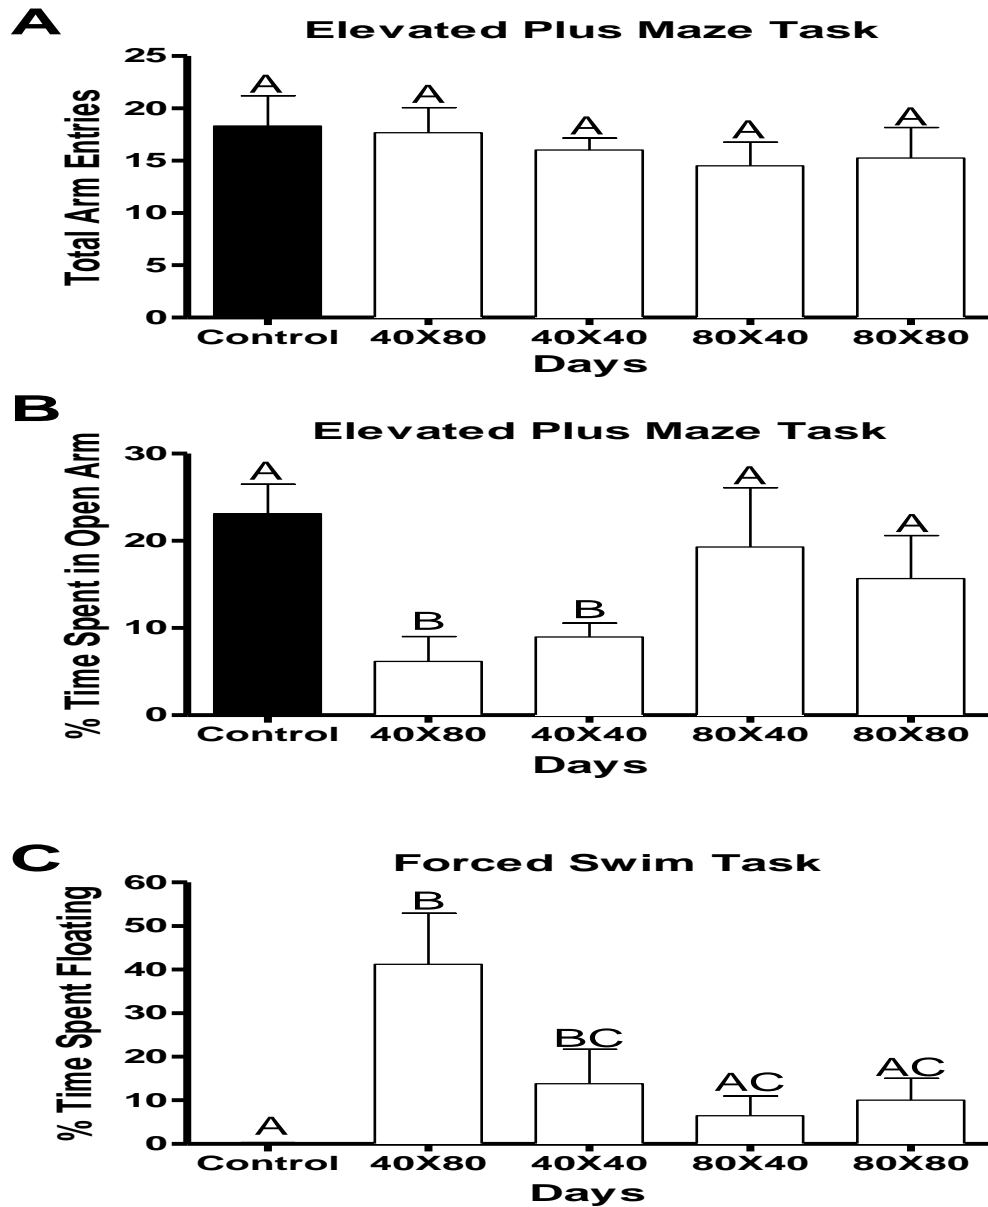 A
Elevated Plus Maze Task
Total Arm Entries
25
20
15
10
5
0
A
A
A
A
A
Control 40X80 40X40 80X40 80X80
Days
B
Elevated Plus Maze Task
% Time Spent in Open Arm
30
20
10
0
A
B
B
A
A
Control 40X80 40X40 80X40 80X80
Days
C
Forced Swim Task
% Time Spent Floating
60
50
40
30
20
10
0
A
B
BC
AC
AC
Control 40X80 40X40 80X40 80X80
Days